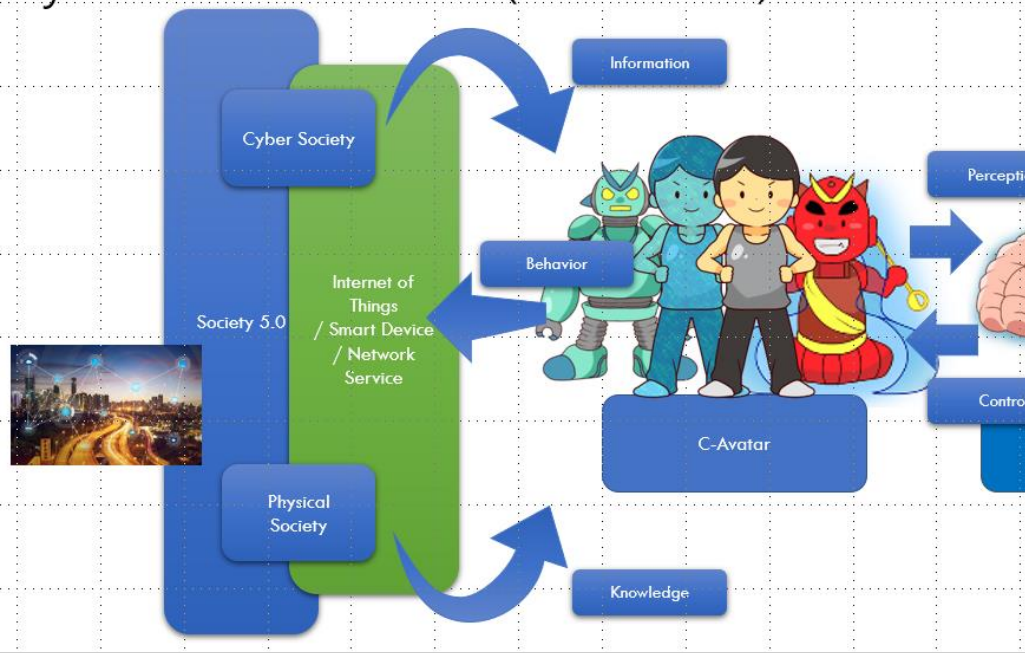 Information
Cyber Society
Behavior
Internet of
Things
/ Smart Device
/ Network
Service
Society 5.0
C-Avatar
Physical
Society
Knowledge